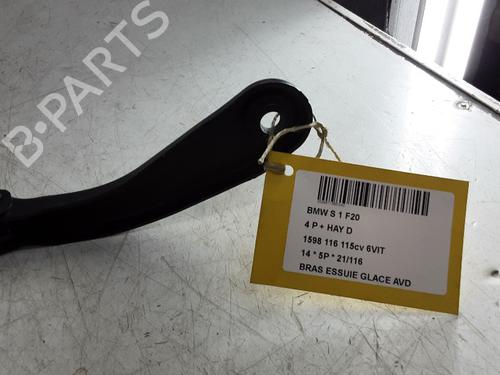 B-PARTS
BMW S 1 F20
4 P + HAY D
1598 116 115cv 6VIT
14 * 5P * 21/116
BRAS ESSUIE GLACE AVD